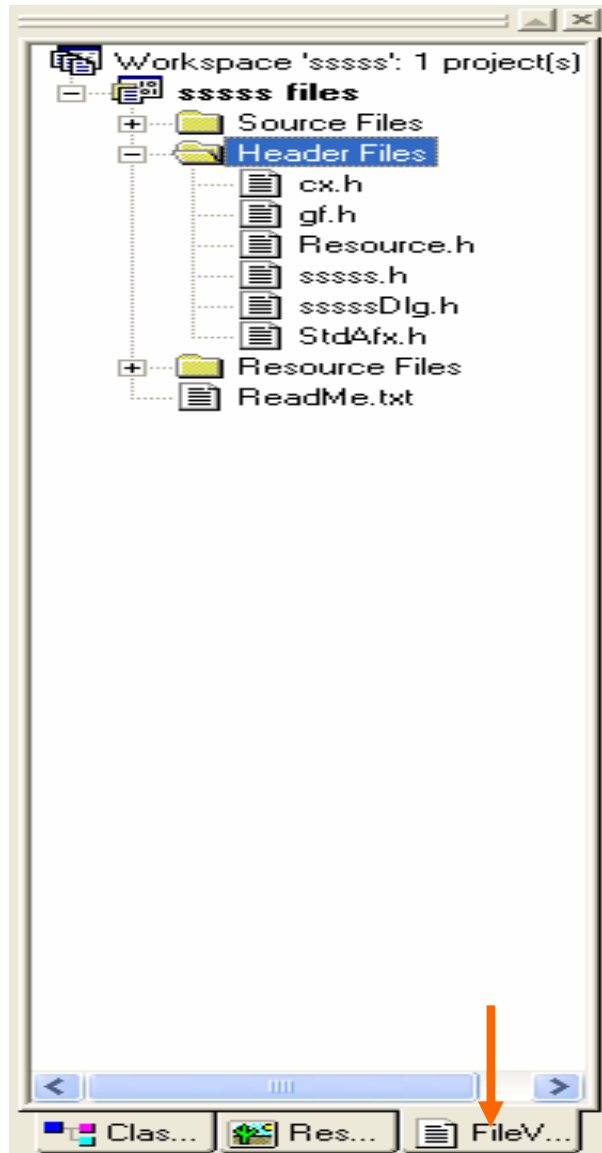 Workspace 'sssss': 1 project(s)
sssss files
Source Files
Header Files
cx.h
gf.h
Resource.h
sssss.h
sssssDlg.h
StdAfx.h
Resource Files
ReadMe.txt
Clas... Res... FileV...